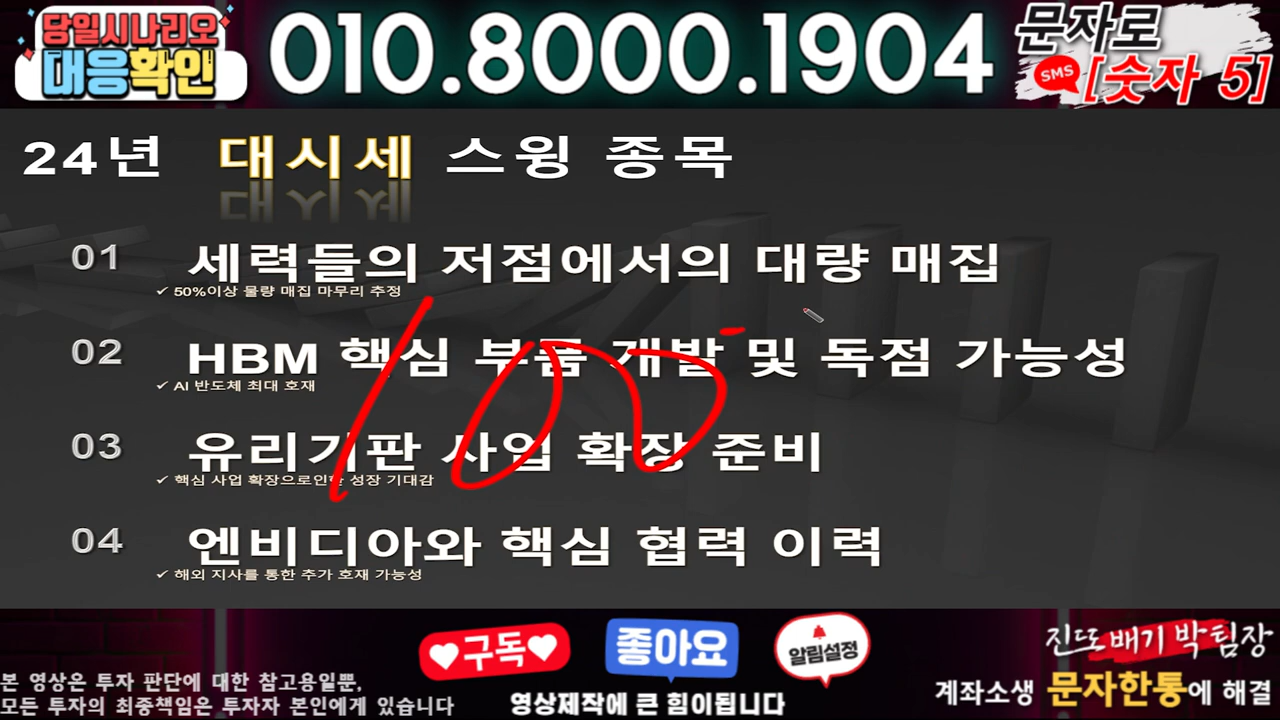 당일시나리오
대응확인
010.8000.1904
문자로
SMS [숫자 5]
24년 대시세 스윙 종목
01 세력들의 저점에서의 대량 매집
✓ 50%이상 물량 매집 마무리 추정
02 HBM 핵심 부품 개발 및 독점 가능성
✓ AI 반도체 최대 호재
03 유리기판 사업 확장 준비
✓ 핵심 사업 확장으로인한 성장 기대감
04 엔비디아와 핵심 협력 이력
✓ 해외 지사를 통한 추가 호재 가능성
100
구독
좋아요
알림설정
영상제작에 큰 힘이됩니다
본 영상은 투자 판단에 대한 참고용일뿐,
모든 투자의 최종책임은 투자자 본인에게 있습니다
진또배기 박팀장
계좌소생 문자한통에 해결